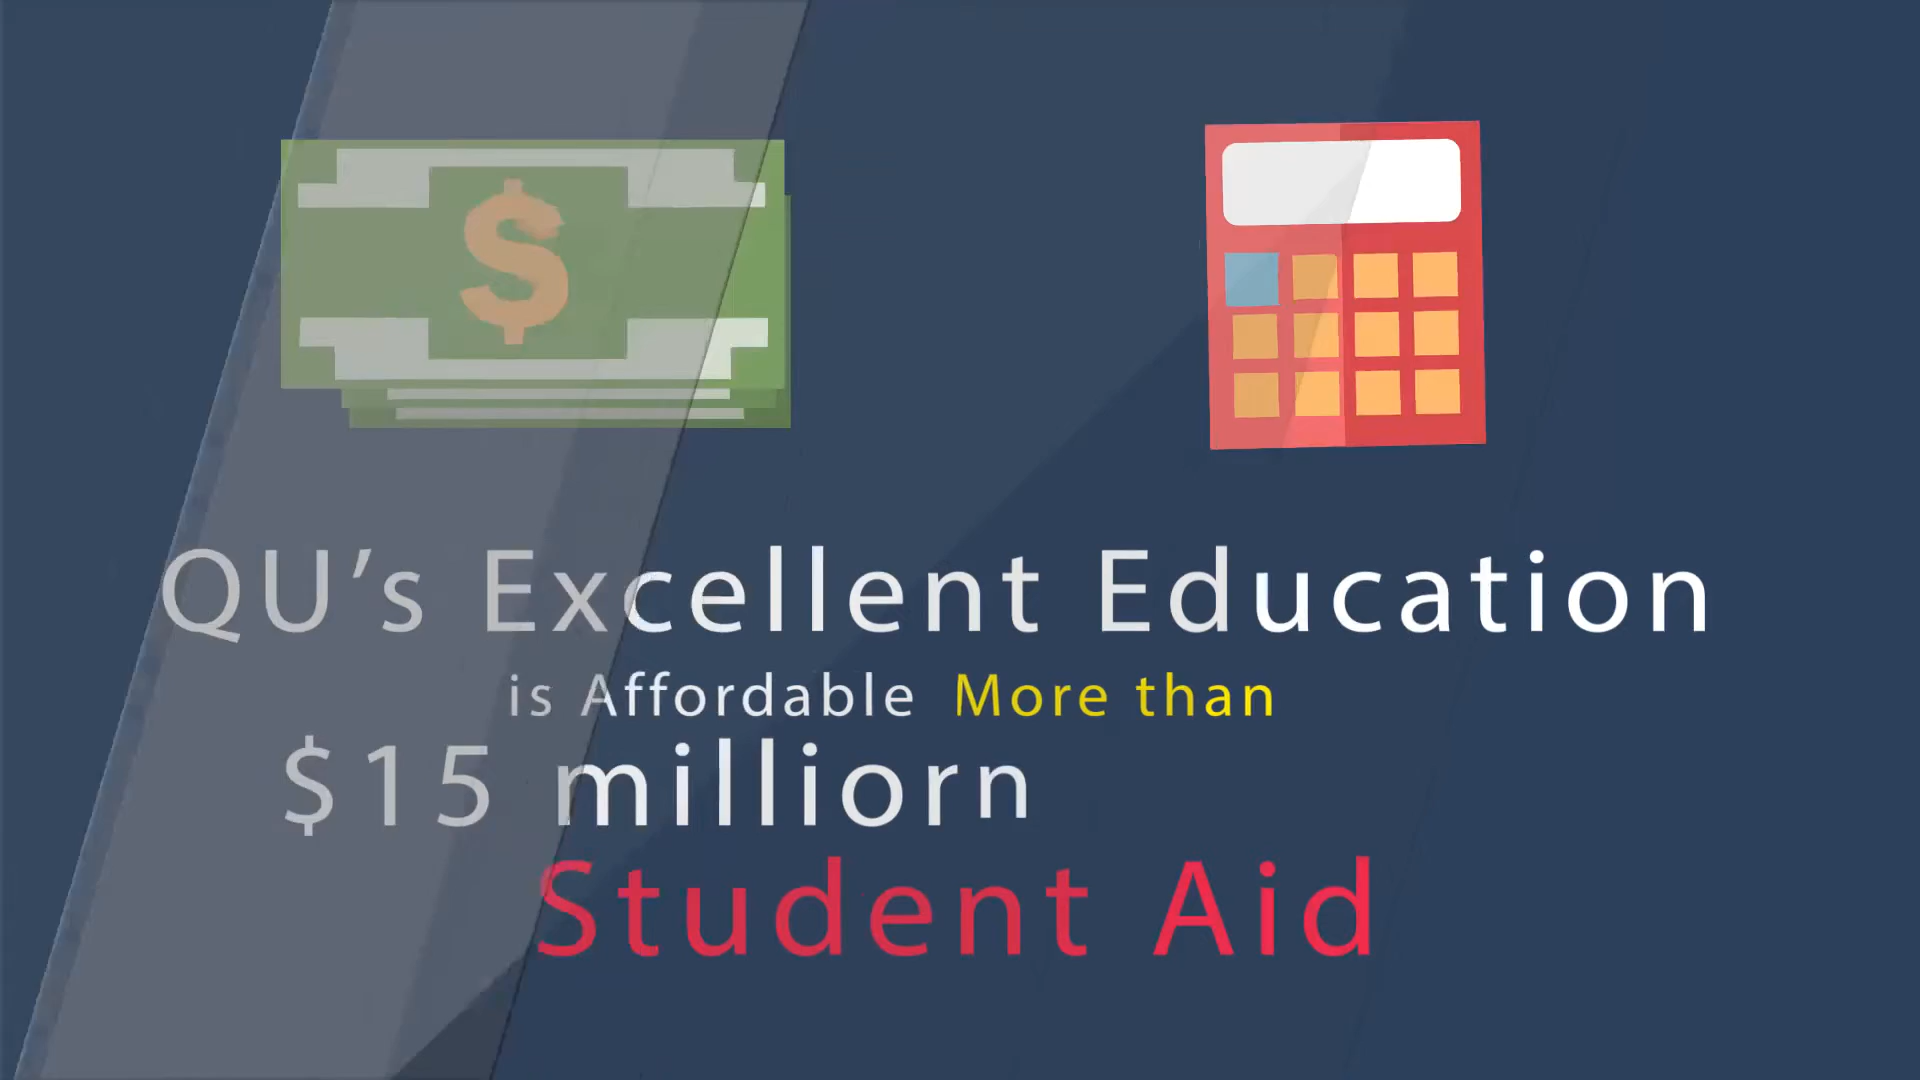 $
QU's Excellent Education
is Affordable More than
$15 milliorn
Student Aid